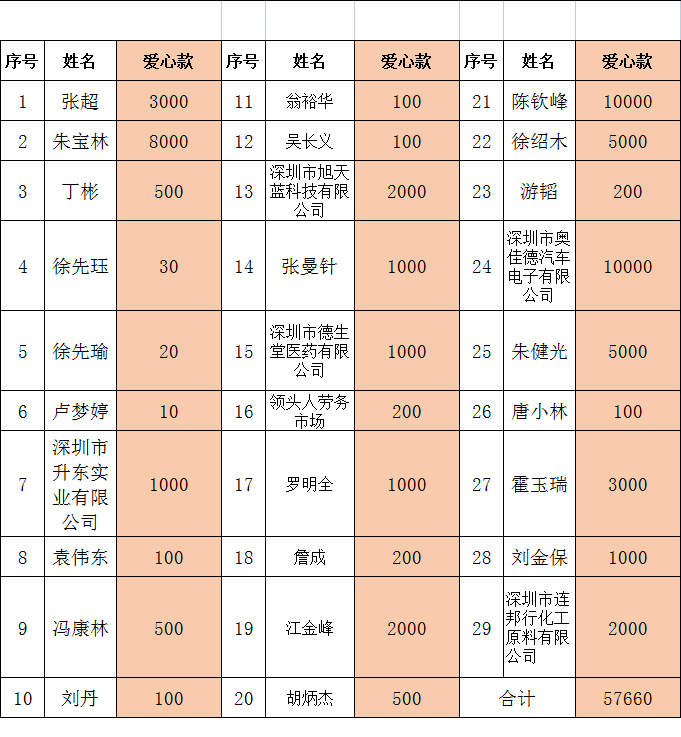 序号 姓名 爱心款 序号 姓名 爱心款 序号 姓名 爱心款
1 张超 3000 11 翁裕华 100 21 陈钦峰 10000
2 朱宝林 8000 12 吴长义 100 22 徐绍木 5000
3 丁彬 500 13 深圳市旭天蓝科技有限公司 2000 23 游韬 200
4 徐先珏 30 14 张曼针 1000 24 深圳市奥佳德汽车电子有限公司 10000
5 徐先瑜 20 15 深圳市德生堂医药有限公司 1000 25 朱健光 5000
6 卢梦婷 10 16 领头人劳务市场 200 26 唐小林 100
7 深圳市升东实业有限公司 1000 17 罗明全 1000 27 霍玉瑞 3000
8 袁伟东 100 18 詹成 200 28 刘金保 1000
9 冯康林 500 19 江金峰 2000 29 深圳市连邦行化工原料有限公司 2000
10 刘丹 100 20 胡炳杰 500 合计 57660